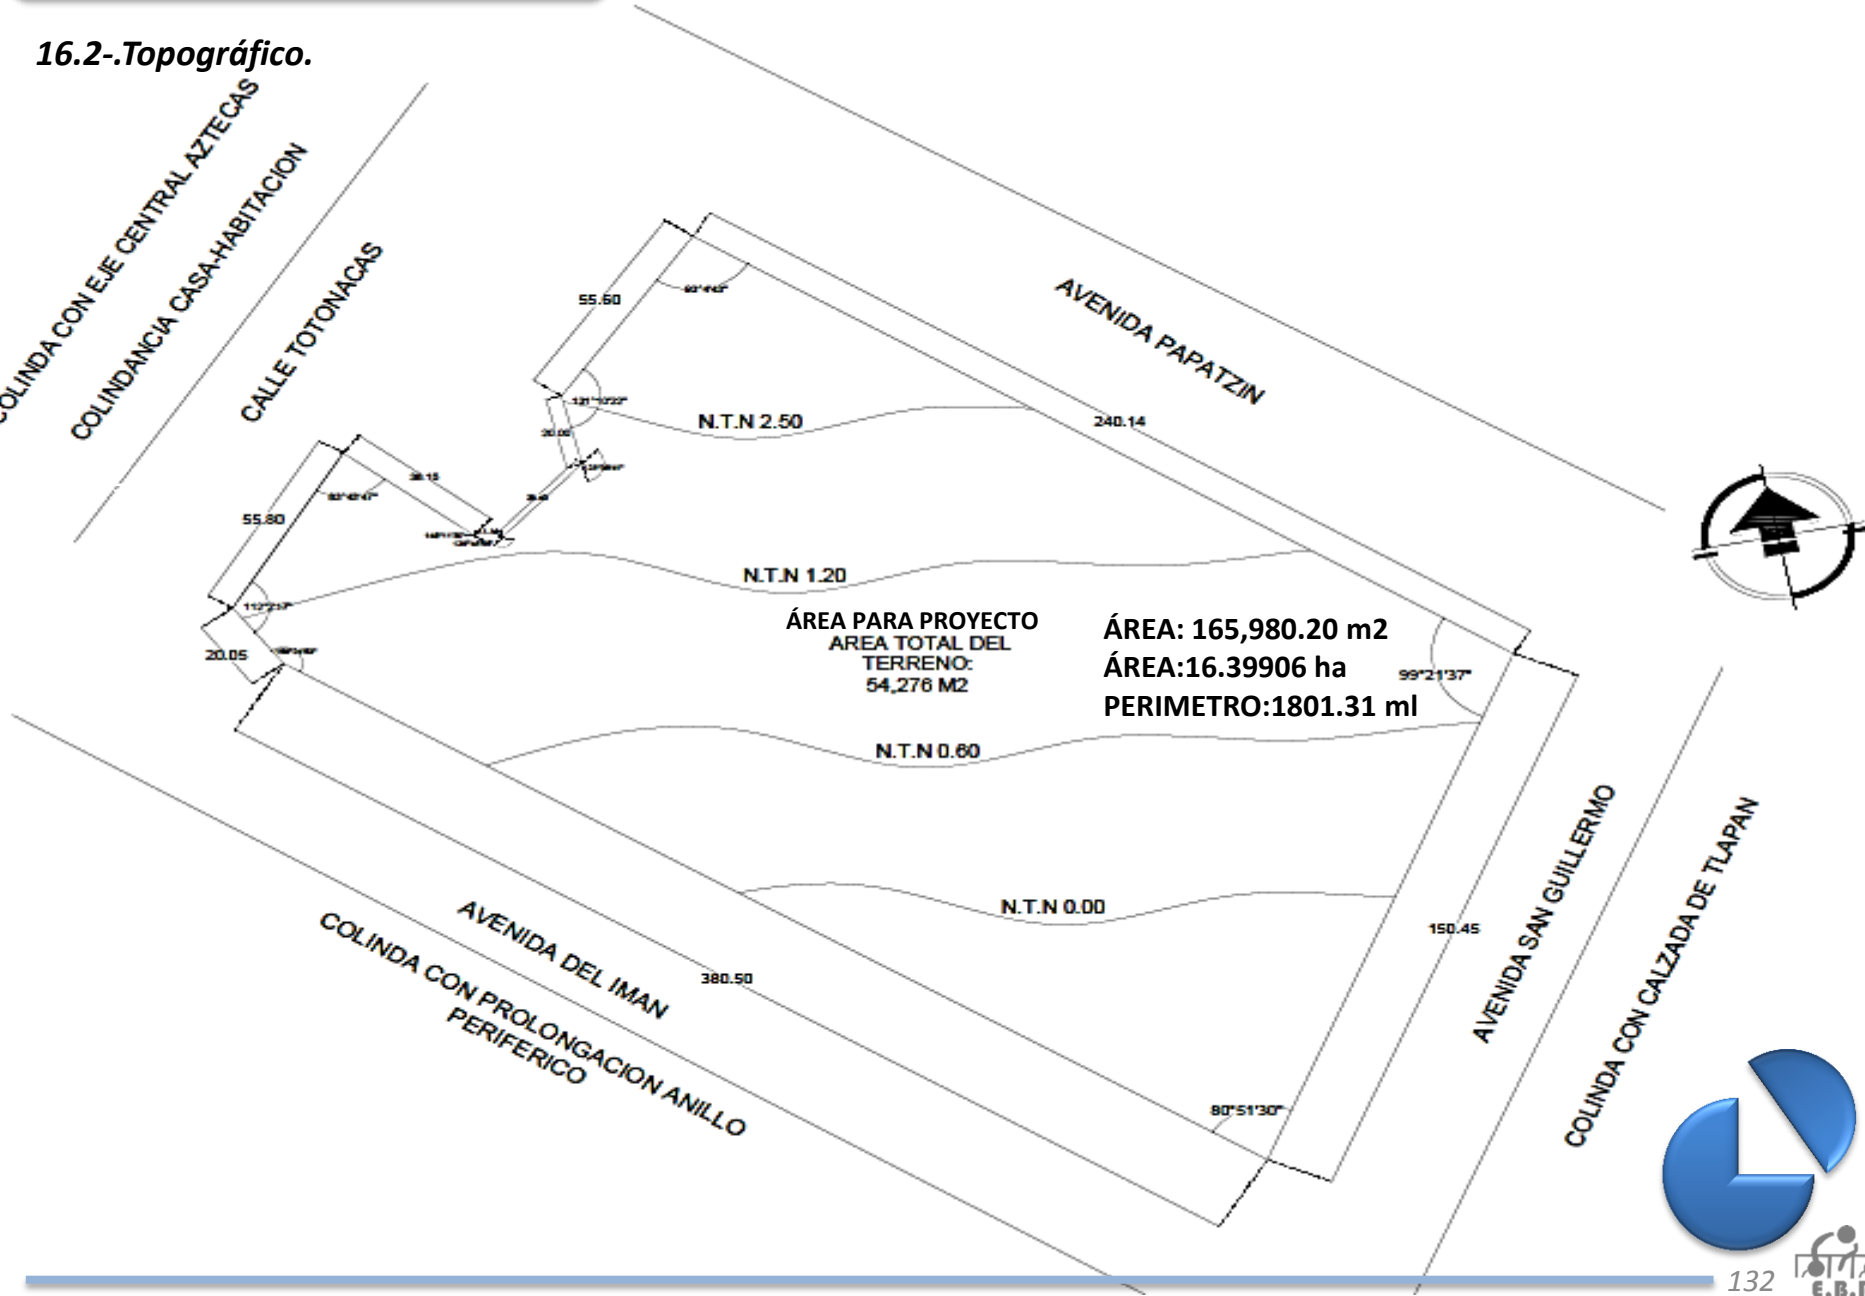 16.2-.Topográfico.
COLINDA CON EJE CENTRAL AZTECAS
COLINDANCIA CASA-HABITACION
CALLE TOTONACAS
AVENIDA PAPATZIN
55.60
240.14
N.T.N 2.50
55.80
N.T.N 1.20
ÁREA PARA PROYECTO
AREA TOTAL DEL
TERRENO:
54,276 M2
ÁREA: 165,980.20 m2
ÁREA:16.39906 ha
PERIMETRO:1801.31 ml
99°21'37"
20.05
N.T.N 0.60
N.T.N 0.00
150.45
AVENIDA SAN GUILLERMO
COLINDA CON CALZADA DE TLAPAN
AVENIDA DEL IMAN
380.50
COLINDA CON PROLONGACION ANILLO
PERIFERICO
80°51'30"
132